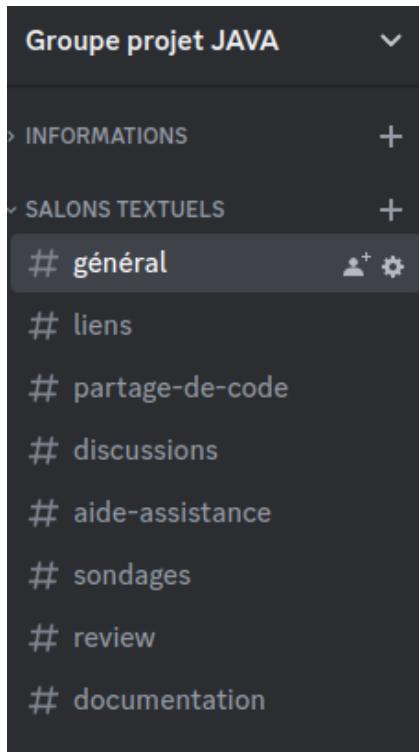 Groupe projet JAVA
INFORMATIONS
SALONS TEXTUELS
# général
# liens
# partage-de-code
# discussions
# aide-assistance
# sondages
# review
# documentation